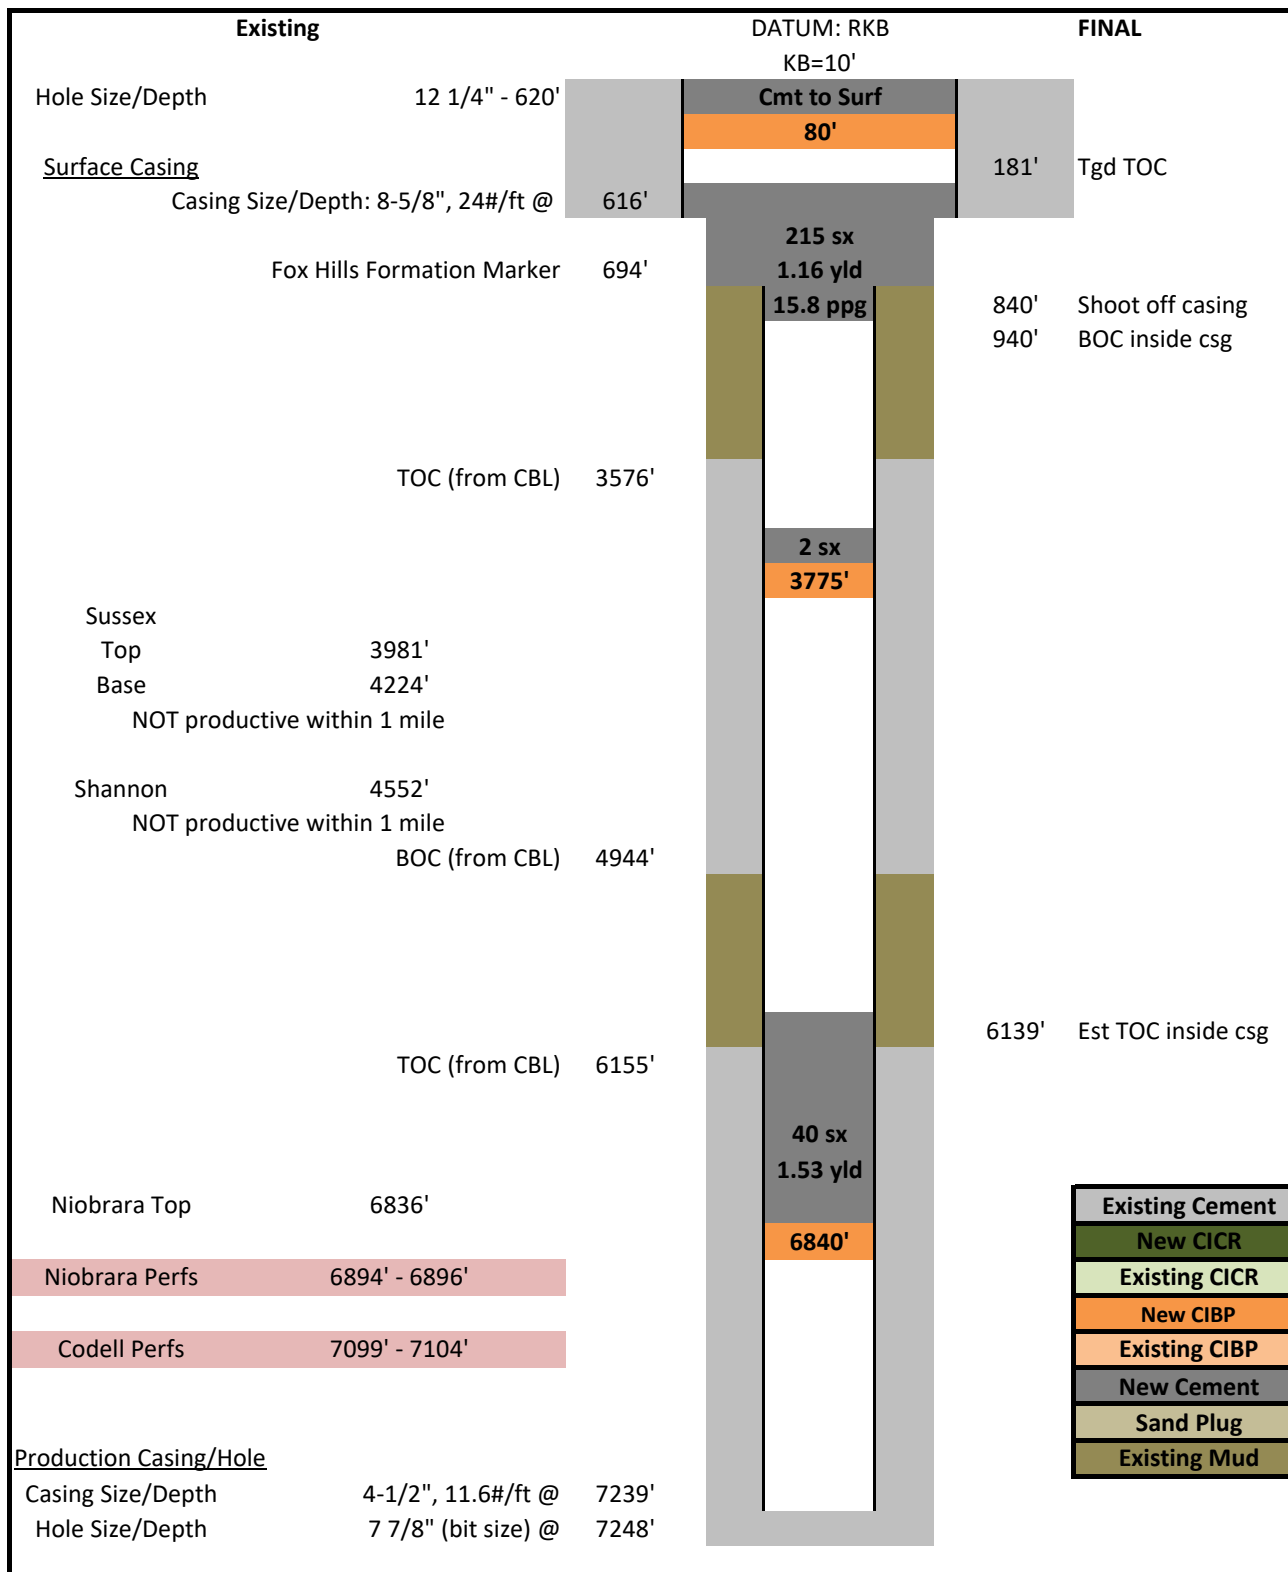 Existing DATUM: RKB FINAL
KB=10'
Hole Size/Depth 12 1/4" - 620' Cmt to Surf
80'
Surface Casing 181' Tgd TOC
Casing Size/Depth: 8-5/8", 24#/ft @ 616'
215 sx
Fox Hills Formation Marker 694' 1.16 yld
15.8 ppg 840' Shoot off casing
940' BOC inside csg
TOC (from CBL) 3576'
2 sx
3775'
Sussex
Top 3981'
Base 4224'
NOT productive within 1 mile
Shannon 4552'
NOT productive within 1 mile
BOC (from CBL) 4944'
6139' Est TOC inside csg
TOC (from CBL) 6155'
40 sx
1.53 yld
Niobrara Top 6836' Existing Cement
6840' New CICR
Niobrara Perfs 6894' - 6896' Existing CICR
New CIBP
Codell Perfs 7099' - 7104' Existing CIBP
New Cement
Sand Plug
Production Casing/Hole Existing Mud
Casing Size/Depth 4-1/2", 11.6#/ft @ 7239'
Hole Size/Depth 7 7/8" (bit size) @ 7248'